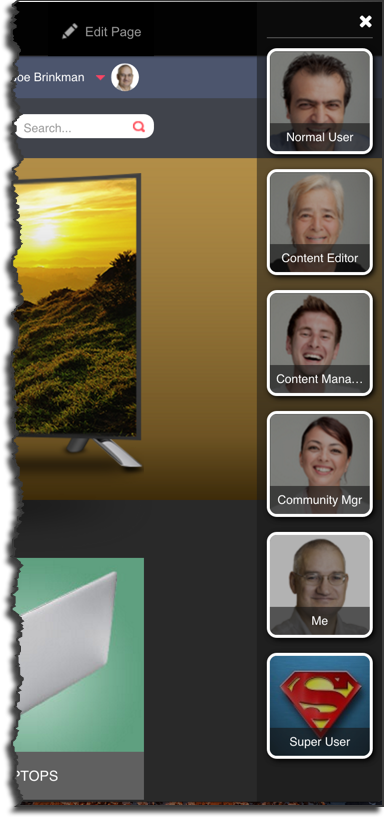 Edit Page
oe Brinkman
Search...
Normal User
Content Editor
Content Mana...
Community Mgr
Me
Super User
PTOPS